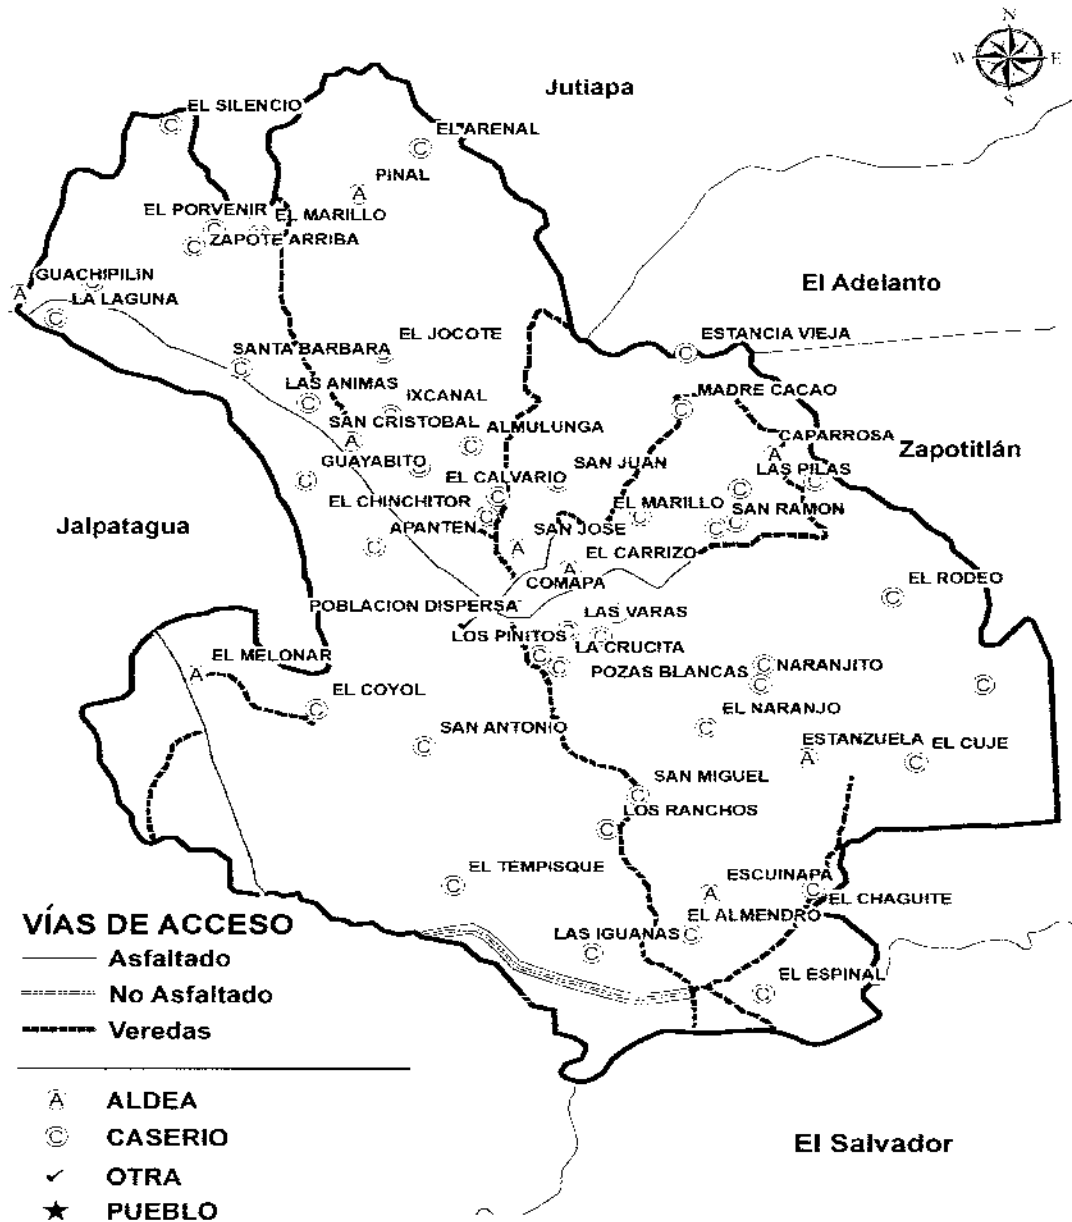 N
W E
S
Jutiapa
EL SILENCIO
EL ARENAL
PINAL
EL PORVENIR
EL MARILLO
ZAPOTE ARRIBA
GUACHIPILIN
LA LAGUNA
El Adelanto
EL JOCOTE
ESTANCIA VIEJA
SANTA BARBARA
LAS ANIMAS
IXCANAL
MADRE CACAO
SAN CRISTOBAL
ALMULUNGA
CAPARROSA
Zapotitlán
GUAYABITO
SAN JUAN
LAS PILAS
EL CALVARIO
EL CHINCHITOR
EL MARILLO
SAN RAMON
Jalpatagua
APANTEN
SAN JOSE
EL CARRIZO
COMAPA
EL RODEO
POBLACION DISPERSA
LAS VARAS
LOS PINITOS
LA CRUCITA
EL MELONAR
POZAS BLANCAS
NARANJITO
EL COYOL
EL NARANJO
SAN ANTONIO
ESTANZUELA
EL CUJE
SAN MIGUEL
LOS RANCHOS
EL TEMPISQUE
ESCUINAPA
EL CHAGUITE
EL ALMENDRO
LAS IGUANAS
EL ESPINAL
VÍAS DE ACCESO
Asfaltado
No Asfaltado
Veredas
A ALDEA
C CASERIO
OTRA
PUEBLO
El Salvador